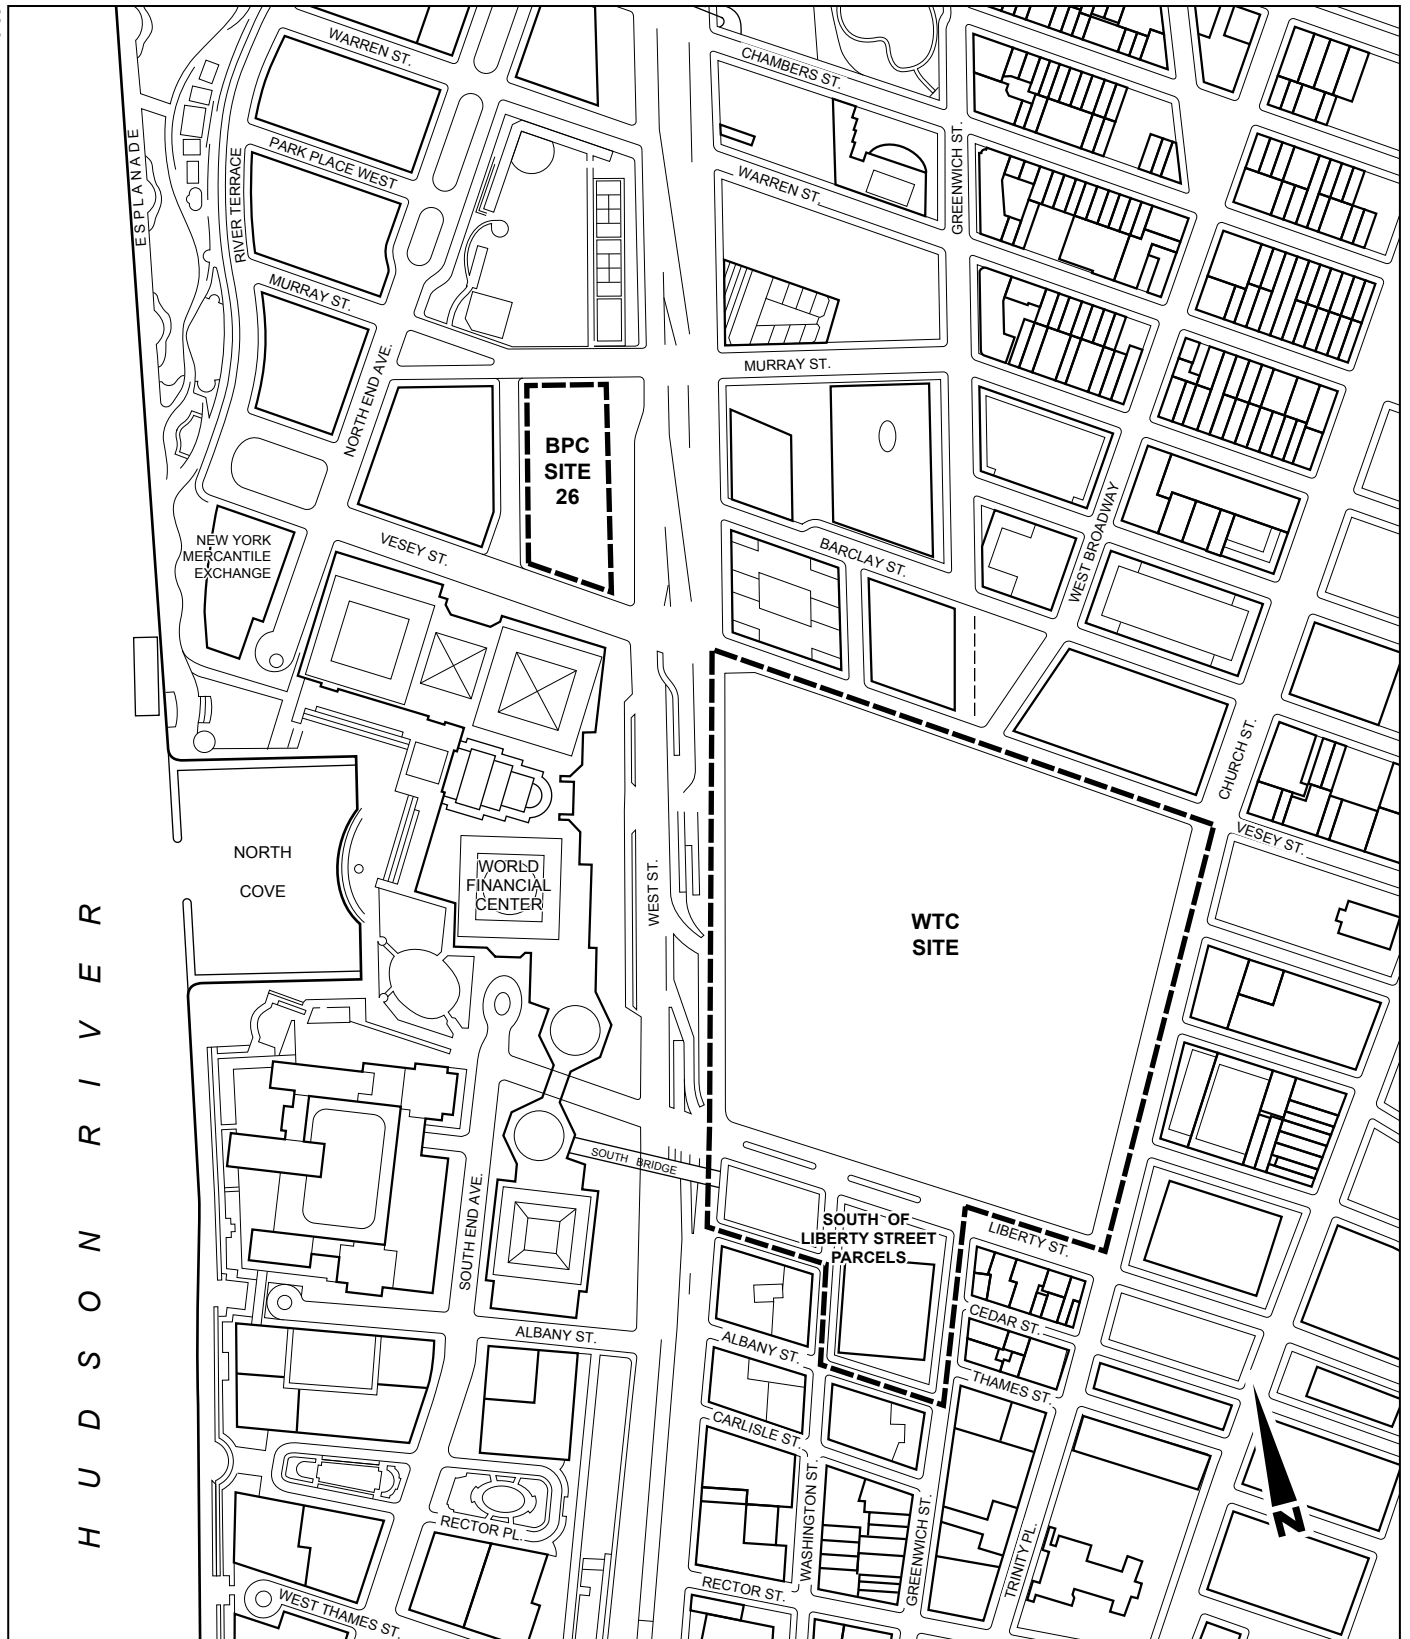 WARREN ST.
CHAMBERS ST.
ESPLANADE
PARK PLACE WEST
RIVER TERRACE
GREENWICH ST.
WARREN ST.
MURRAY ST.
NORTH END AVE.
MURRAY ST.
BPC
SITE
26
WEST BROADWAY
NEW YORK
MERCANTILE
EXCHANGE
VESEY ST.
BARCLAY ST.
CHURCH ST.
VESEY ST.
NORTH
COVE
WORLD
FINANCIAL
CENTER
WEST ST.
WTC
SITE
HUDSON RIVER
SOUTH BRIDGE
SOUTH END AVE.
SOUTH OF
LIBERTY STREET
PARCELS
LIBERTY ST.
CEDAR ST.
ALBANY ST.
ALBANY ST.
THAMES ST.
CARLISLE ST.
WASHINGTON ST.
GREENWICH ST.
TRINITY PL.
N
RECTOR PL.
RECTOR ST.
WEST THAMES ST.